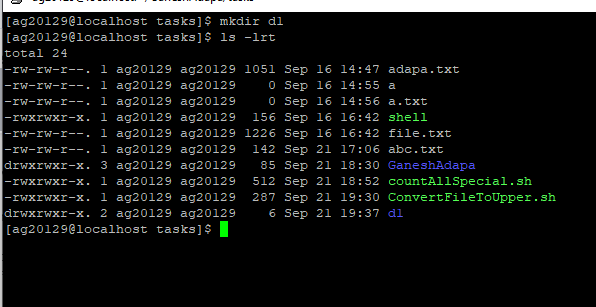 [ag20129@localhost tasks]$ mkdir dl
[ag20129@localhost tasks]$ ls -lrt
total 24
-rw-rw-r--. 1 ag20129 ag20129 1051 Sep 16 14:47 adapa.txt
-rw-rw-r--. 1 ag20129 ag20129    0 Sep 16 14:55 a
-rw-rw-r--. 1 ag20129 ag20129    0 Sep 16 14:56 a.txt
-rwxrwxr-x. 1 ag20129 ag20129  156 Sep 16 16:42 shell
-rw-rw-r--. 1 ag20129 ag20129 1226 Sep 16 16:42 file.txt
-rw-rw-r--. 1 ag20129 ag20129  142 Sep 21 17:06 abc.txt
drwxrwxr-x. 3 ag20129 ag20129   85 Sep 21 18:30 GaneshAdapa
-rwxrwxr-x. 1 ag20129 ag20129  512 Sep 21 18:52 countAllSpecial.sh
-rwxrwxr-x. 1 ag20129 ag20129  287 Sep 21 19:30 ConvertFileToUpper.sh
drwxrwxr-x. 2 ag20129 ag20129    6 Sep 21 19:37 dl
[ag20129@localhost tasks]$